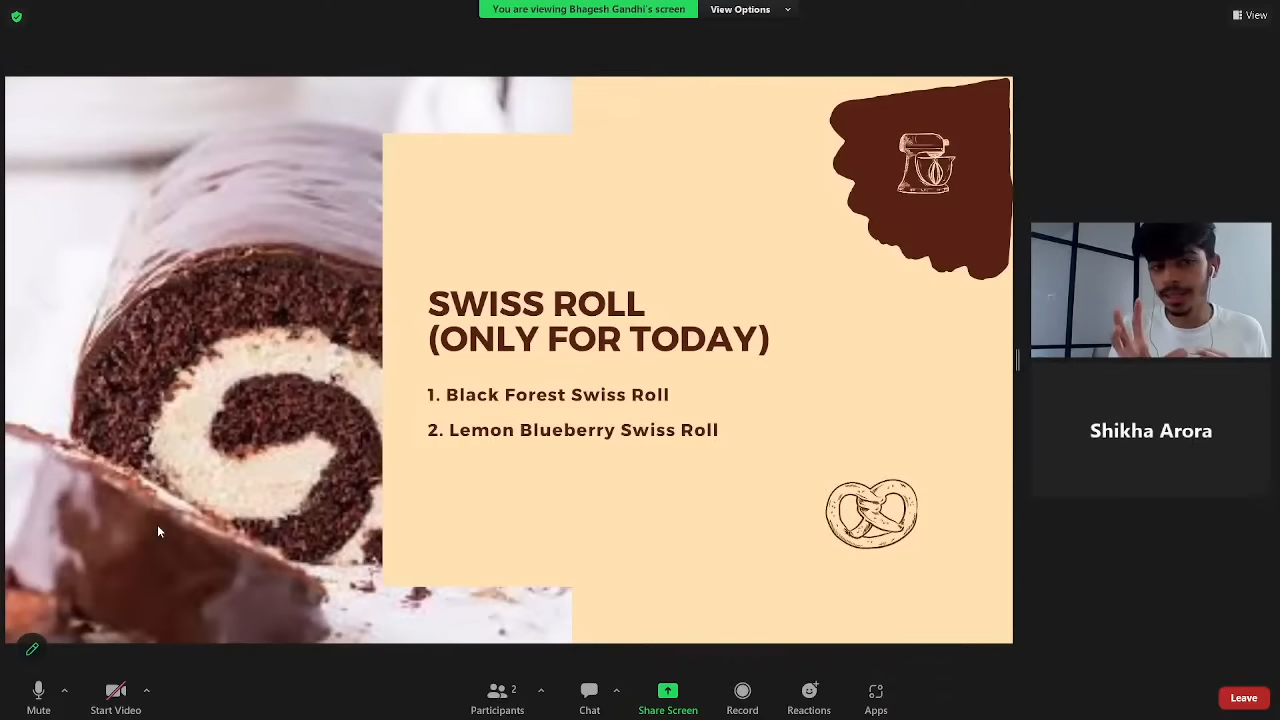 You are viewing Bhagesh Gandhi's screen
View Options
View
SWISS ROLL
(ONLY FOR TODAY)
1. Black Forest Swiss Roll
2. Lemon Blueberry Swiss Roll
Shikha Arora
Mute
Start Video
Participants
2
Chat
Share Screen
Record
Reactions
Apps
Leave